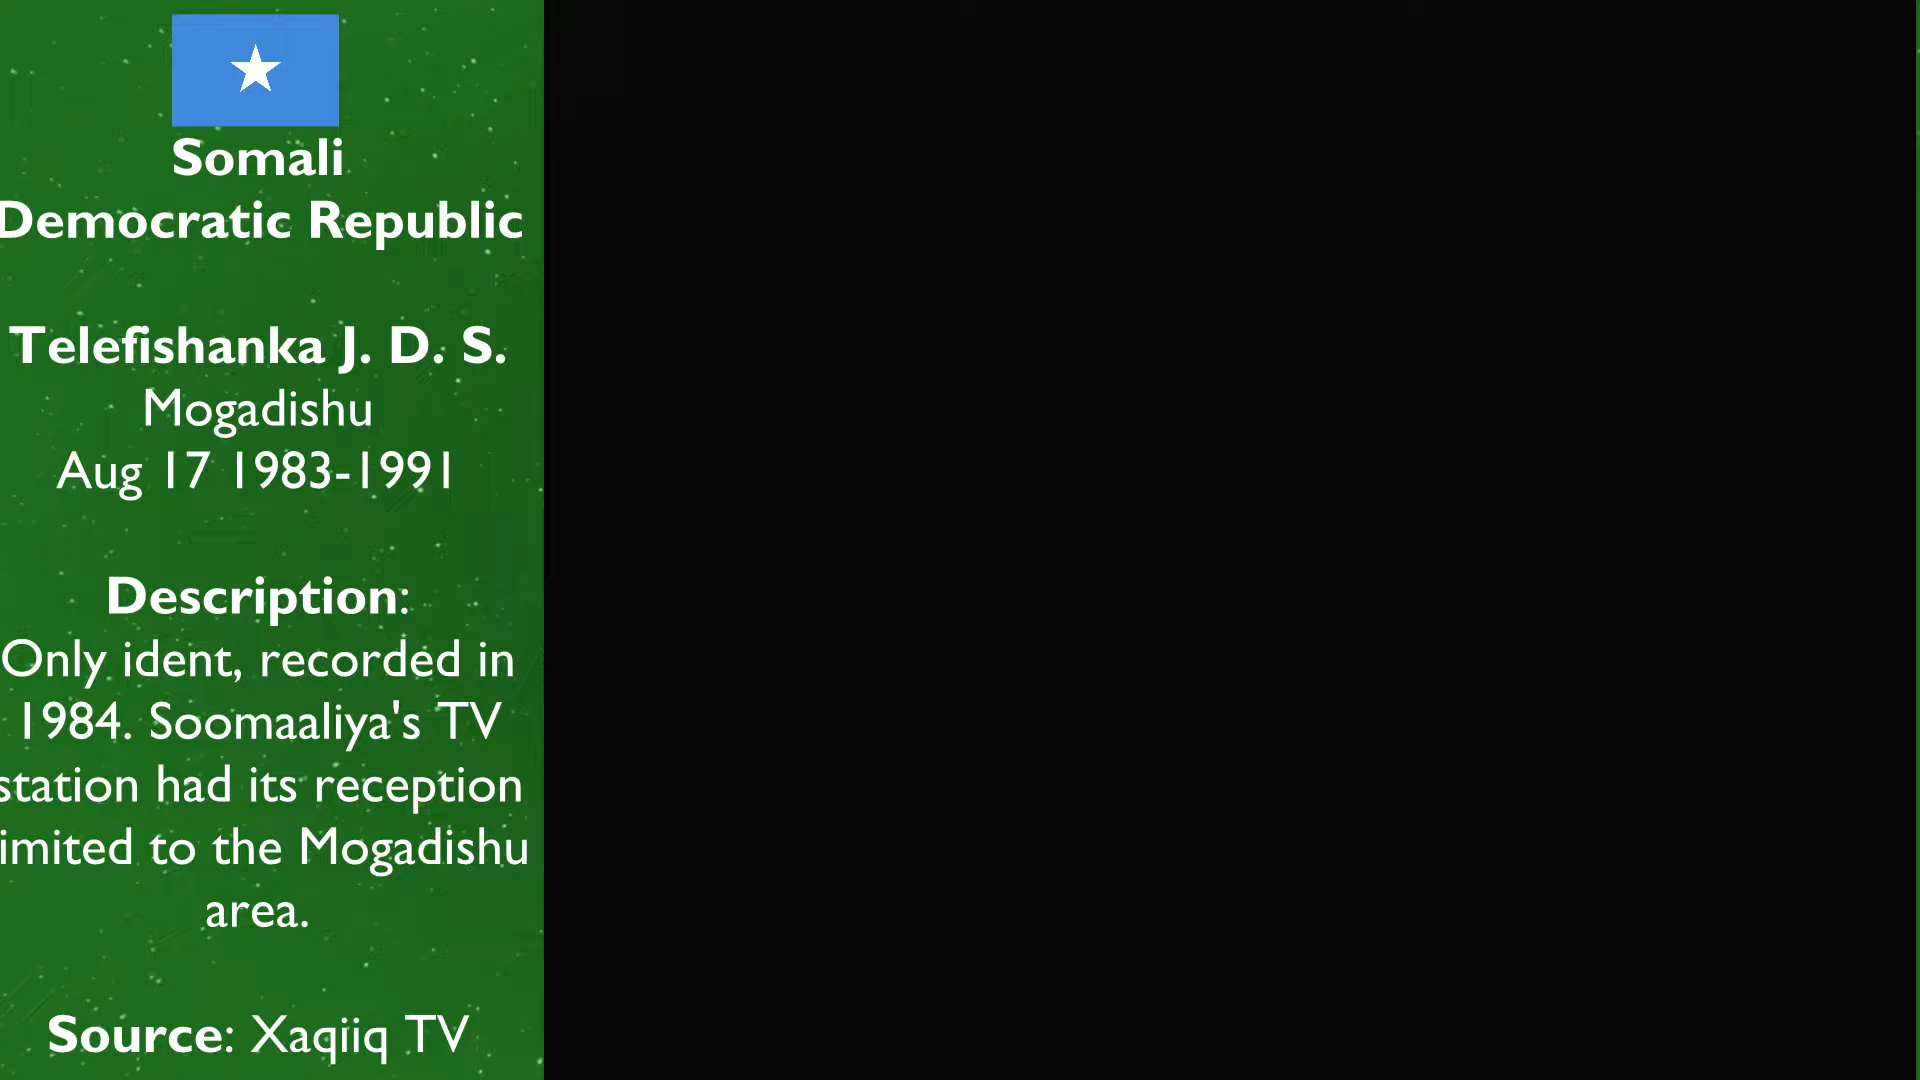 Somali
Democratic Republic
Telefishanka J. D. S.
Mogadishu
Aug 17 1983-1991
Description:
Only ident, recorded in
1984. Soomaaliya's TV
station had its reception
limited to the Mogadishu
area.
Source: Xaqiiq TV